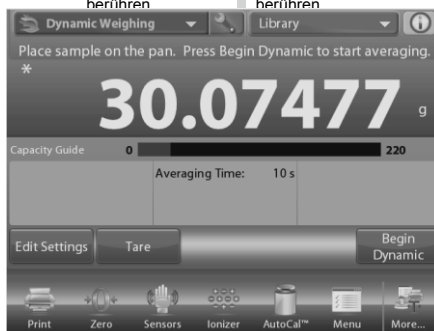 berühren berühren
Dynamic Weighing Library
Place sample on the pan. Press Begin Dynamic to start averaging.
*
30.07477 g
Capacity Guide 0 220
Averaging Time: 10 s
Edit Settings Tare Begin Dynamic
Print Zero Sensors Ionizer AutoCal™ Menu More...